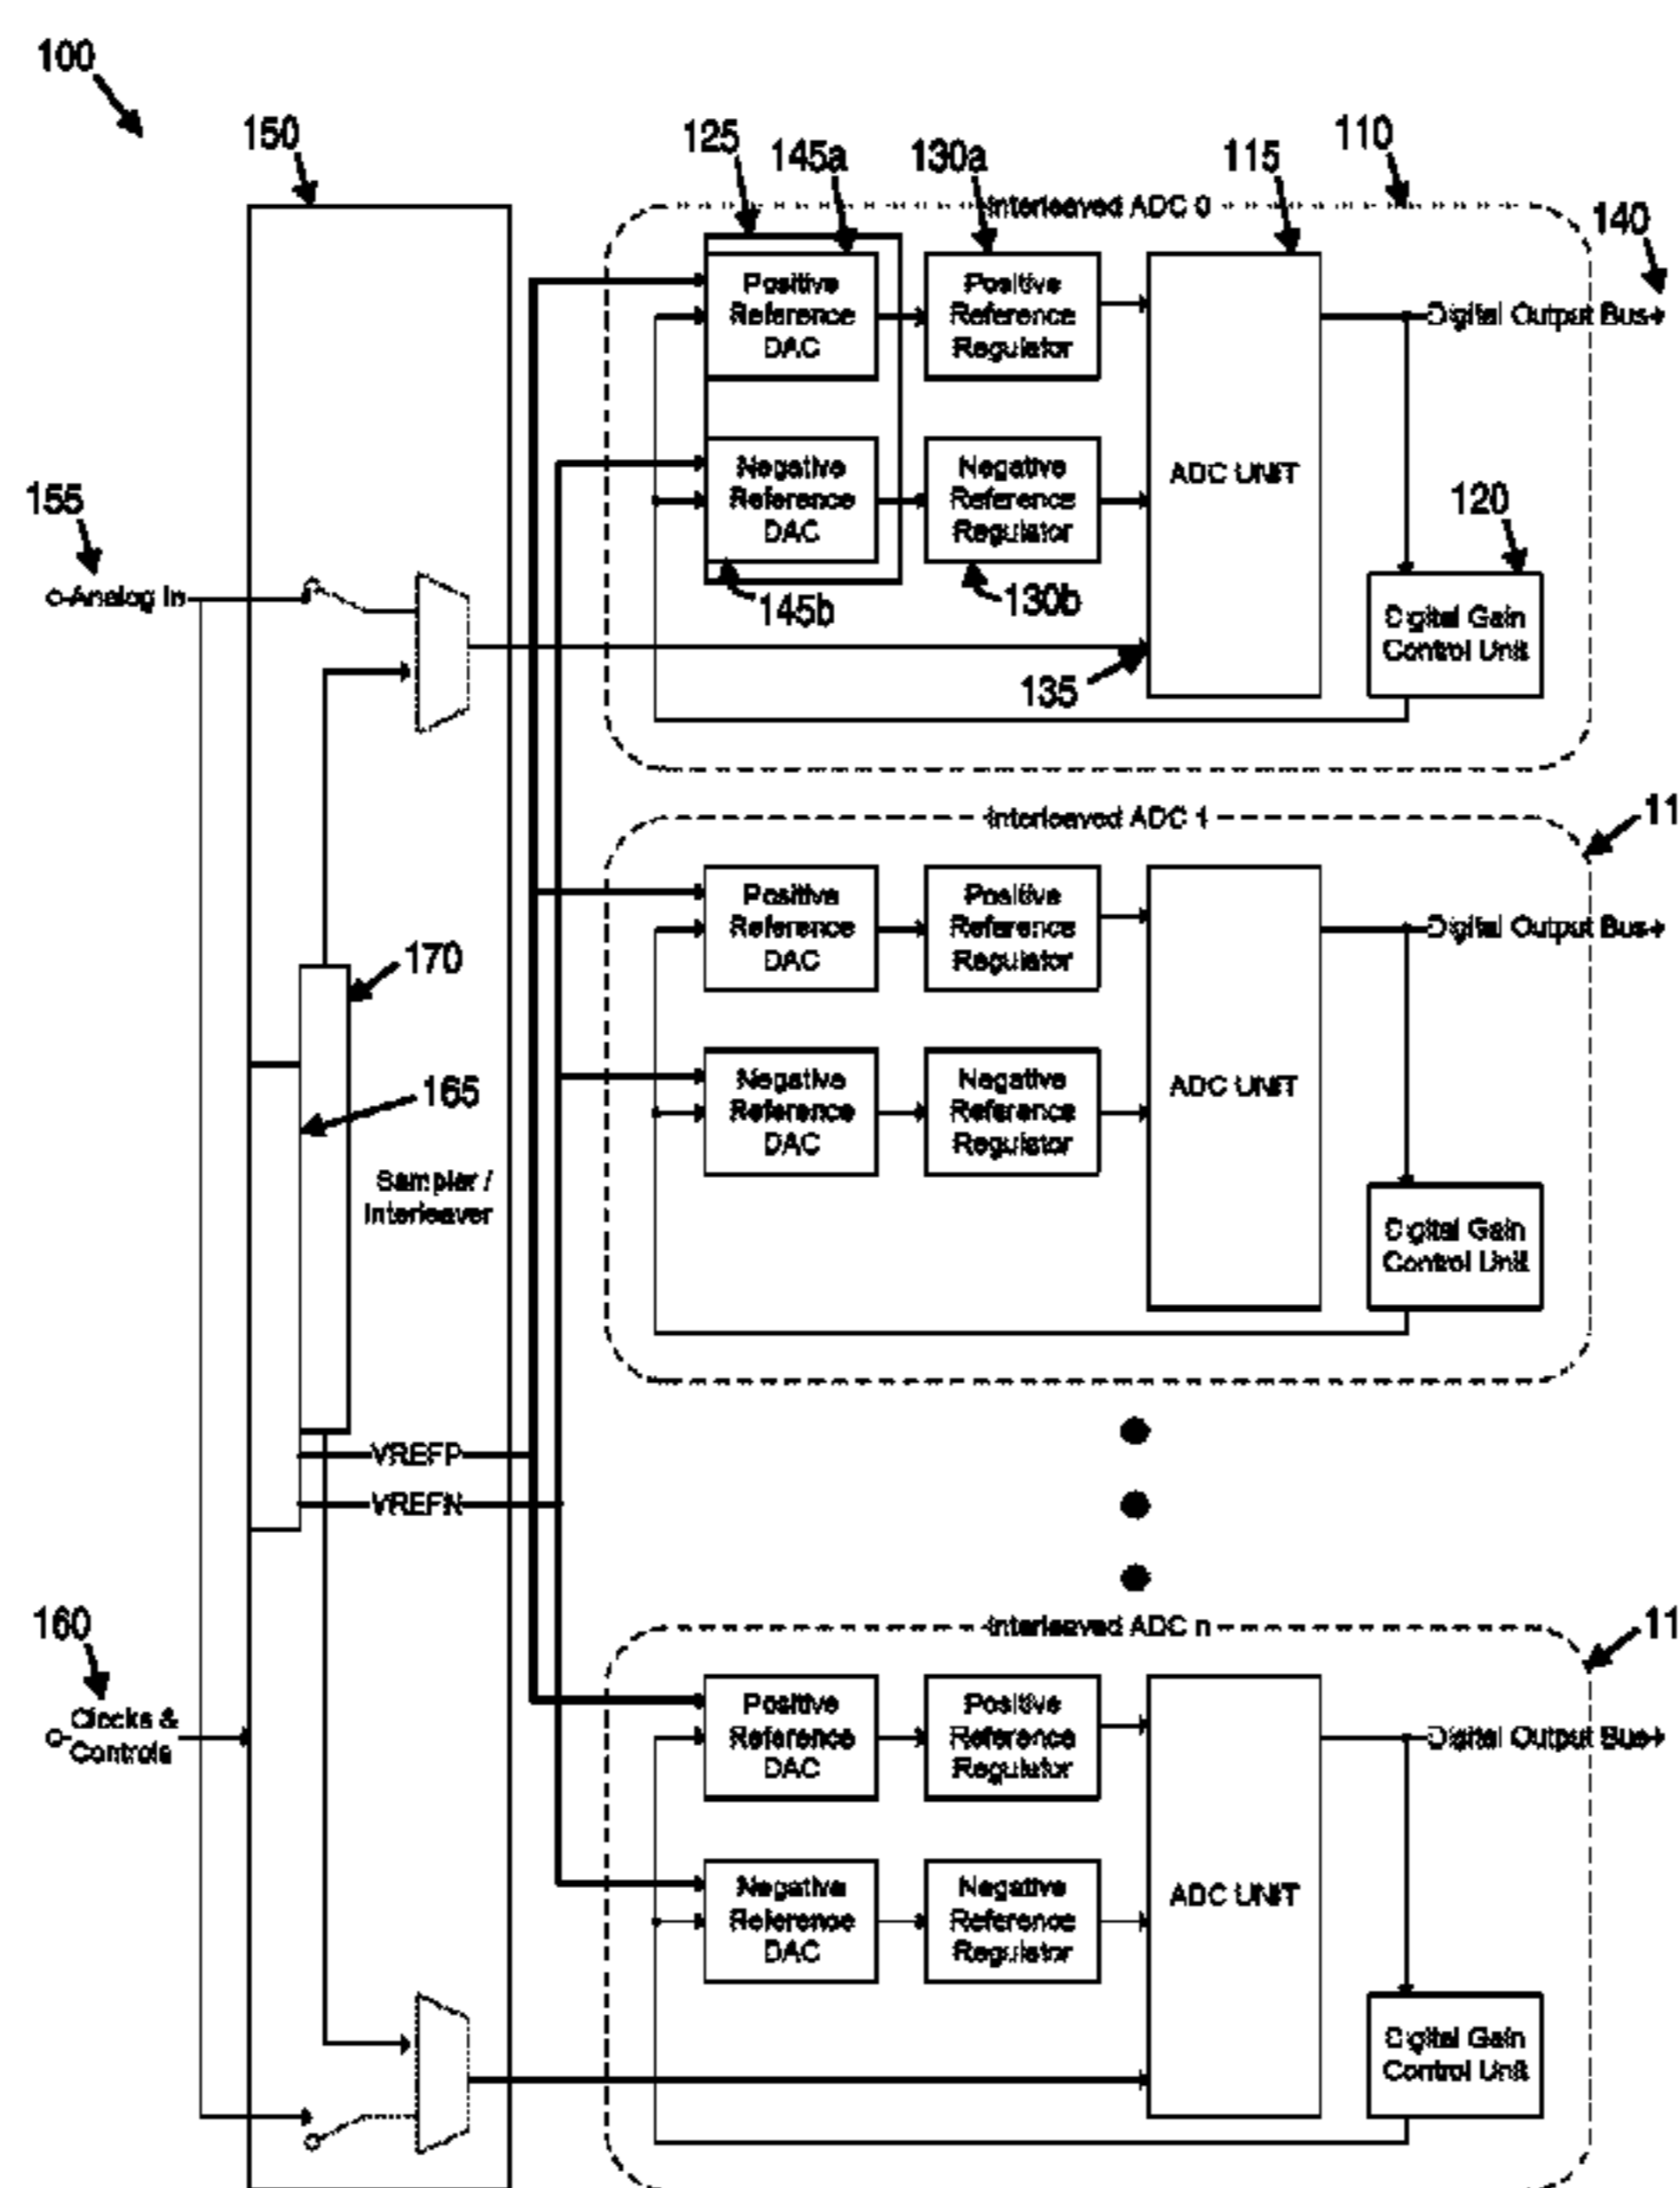 100
150
125
145a
130a
115
110
140
Interleaved ADC 0
Positive
Reference
DAC
Positive
Reference
Regulator
Digital Output Bus
Negative
Reference
DAC
Negative
Reference
Regulator
ADC UNIT
155
120
Analog In
145b
130b
Digital Gain
Control Unit
135
Interleaved ADC 1
11
Positive
Reference
DAC
Positive
Reference
Regulator
Digital Output Bus
170
165
Negative
Reference
DAC
Negative
Reference
Regulator
ADC UNIT
Sampler /
Interleaver
Digital Gain
Control Unit
VREFP
VREFN
160
Interleaved ADC n
11
Clocks &
Controls
Positive
Reference
DAC
Positive
Reference
Regulator
Digital Output Bus
Negative
Reference
DAC
Negative
Reference
Regulator
ADC UNIT
Digital Gain
Control Unit